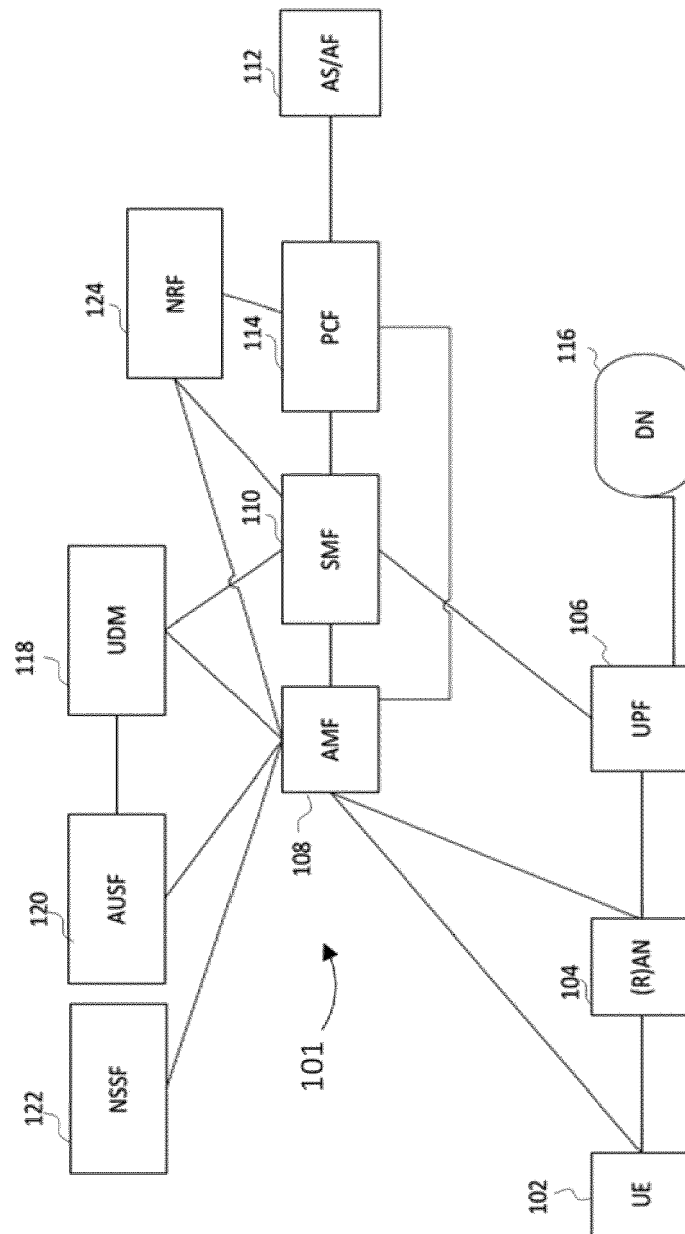 122
NSSF
120
AUSF
118
UDM
124
NRF
101
108
AMF
110
SMF
114
PCF
112
AS/AF
102
UE
104
(R)AN
106
UPF
116
DN